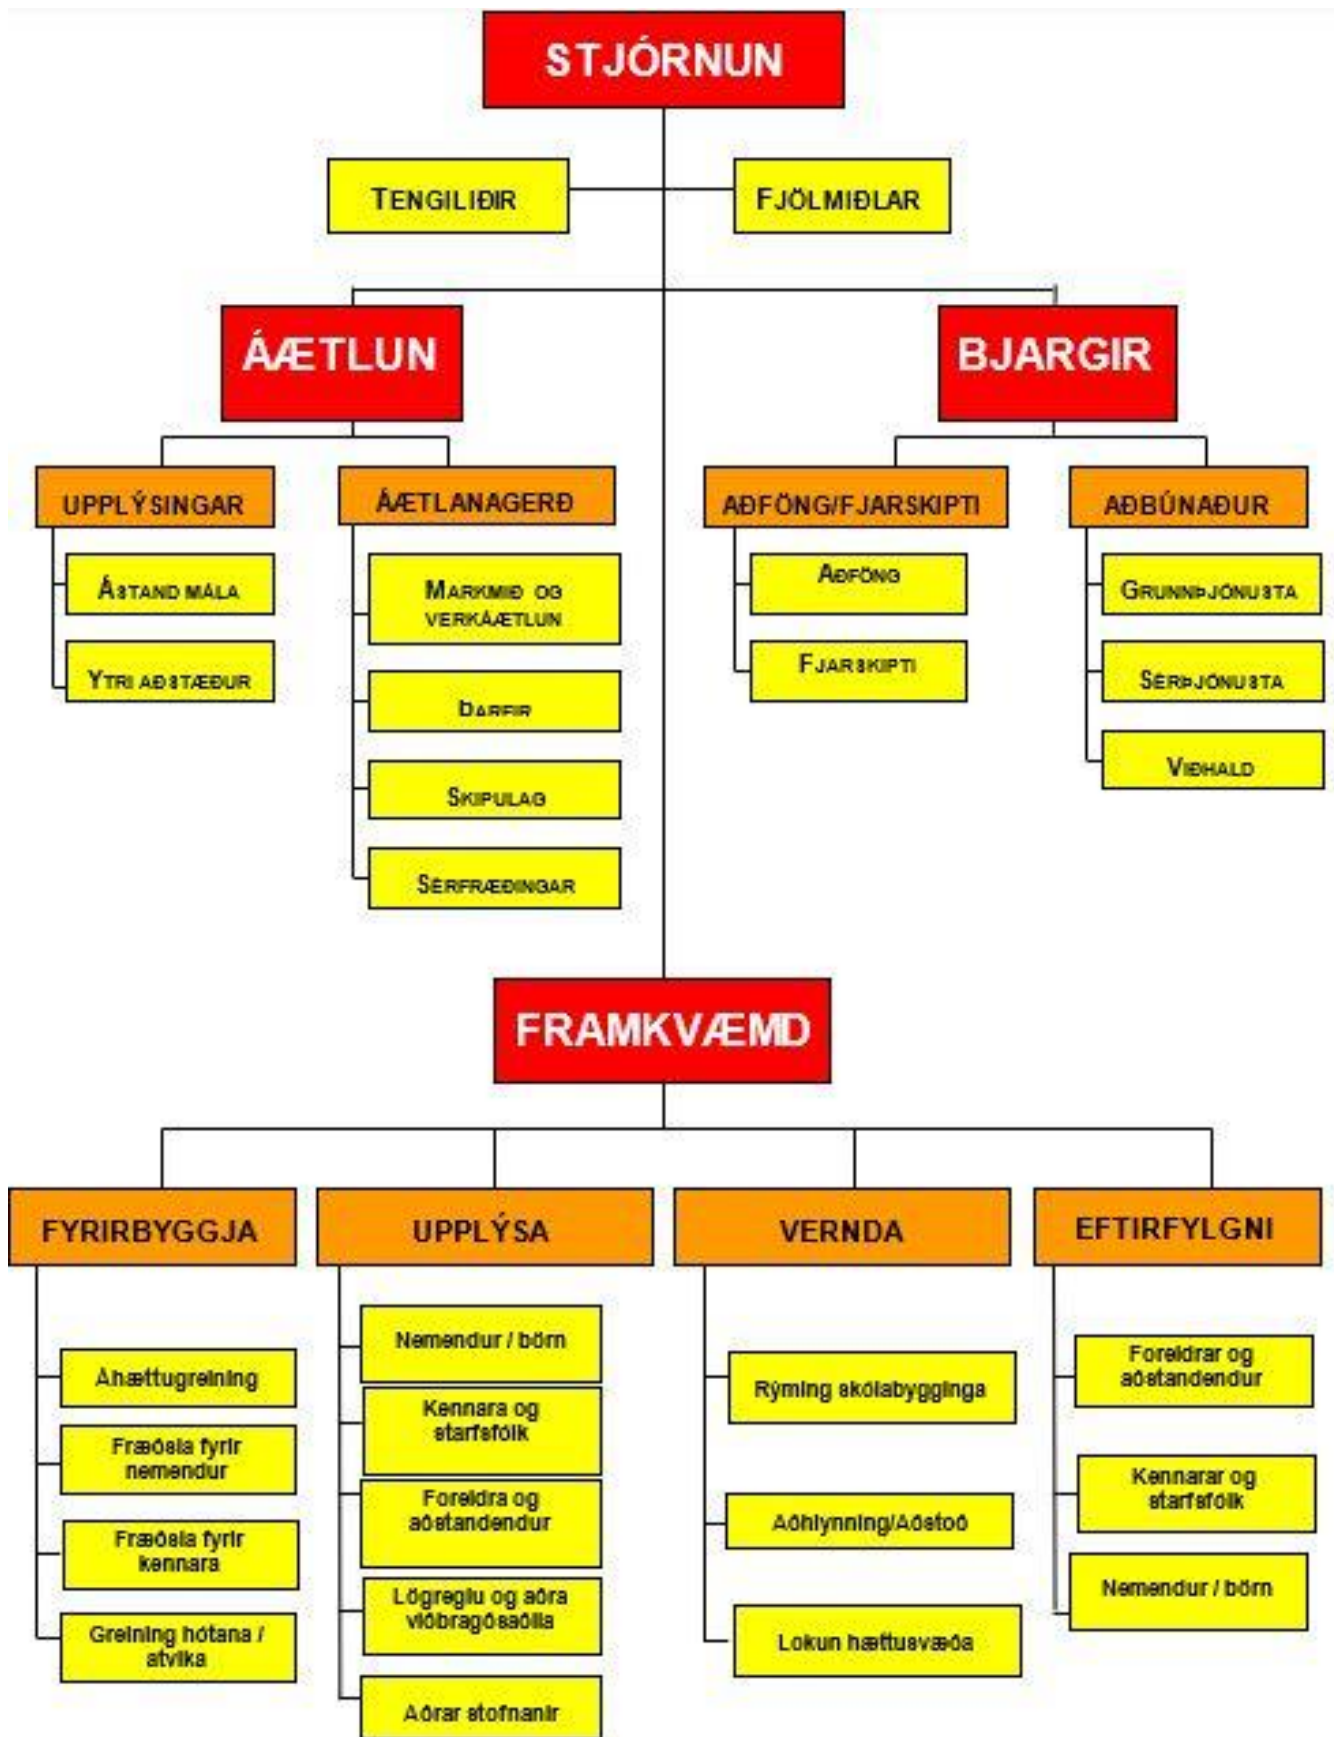 STJÓRNUN
TENGILIÐIR
FJÖLMIÐLAR
ÁÆTLUN
BJARGIR
UPPLÝSINGAR
ÁÆTLANAGERÐ
AÐFÖNG/FJARSKIPTI
AÐBÚNAÐUR
ÁSTAND MÁLA
YTRI AÐSTÆÐUR
MARKMIÐ OG
VERKÁÆTLUN
ÞARFIR
SKIPULAG
SÉRFRÆÐINGAR
AÐFÖNG
FJARSKIPTI
GRUNNÞJÓNUSTA
SÉRÞJÓNUSTA
VIÐHALD
FRAMKVÆMD
FYRIRBYGGJA
UPPLÝSA
VERNDA
EFTIRFYLGNI
Áhættugreining
Fræðsla fyrir
nemendur
Fræðsla fyrir
kennara
Greining hótana /
atvika
Nemendur / börn
Kennara og
starfsfólk
Foreldra og
aðstandendur
Lögreglu og aðra
viðbragðsaðila
Aðrar stofnanir
Rýming skólabygginga
Aðhlynning/Aðstoð
Lokun hættusvæða
Foreldrar og
aðstandendur
Kennarar og
starfsfólk
Nemendur / börn